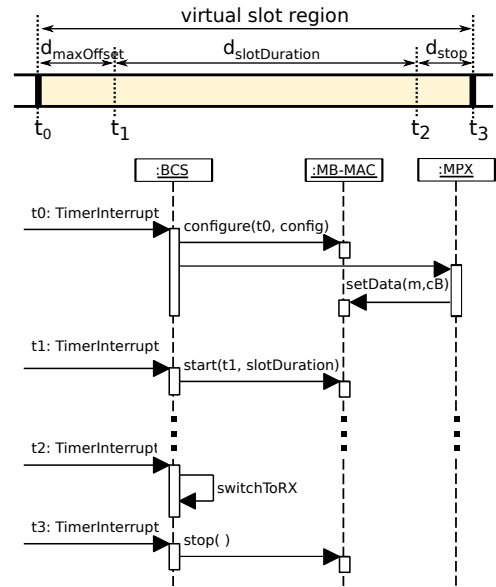 virtual slot region
d_maxOffset d_slotDuration d_stop
t_0 t_1 t_2 t_3
:BCS :MB-MAC :MPX
t0: TimerInterrupt configure(t0, config)
setData(m,cB)
t1: TimerInterrupt
start(t1, slotDuration)
t2: TimerInterrupt
switchToRX
t3: TimerInterrupt stop( )